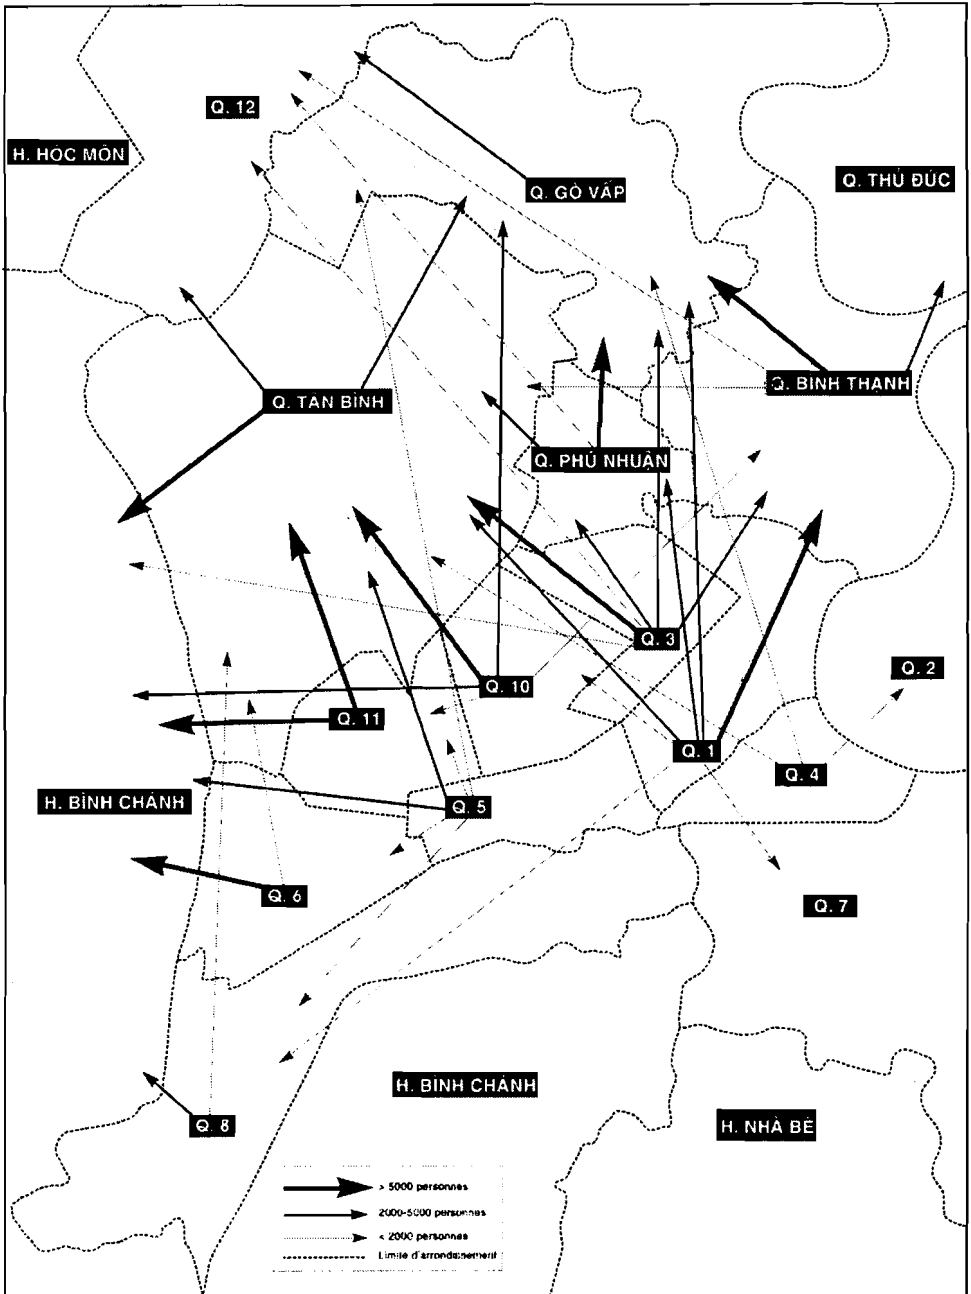 Q. 12
H. HÓC MÔN
Q. GÒ VẤP
Q. THỦ ĐỨC
Q. BÌNH THẠNH
Q. TÂN BÌNH
Q. PHÚ NHUẬN
Q. 3
Q. 2
Q. 10
Q. 11
Q. 1
Q. 4
H. BÌNH CHÁNH
Q. 5
Q. 6
Q. 7
H. BÌNH CHÁNH
Q. 8
H. NHÀ BÈ
> 5000 personnes
2000-5000 personnes
< 2000 personnes
Limite d'arrondissement